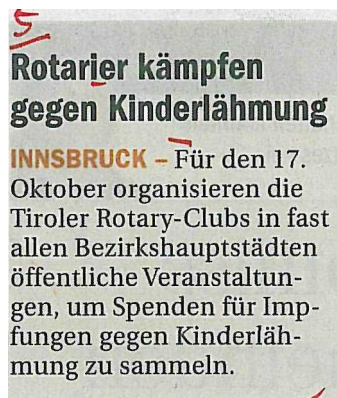 5
Rotarier kämpfen
gegen Kinderlähmung
INNSBRUCK – Für den 17.
Oktober organisieren die
Tiroler Rotary-Clubs in fast
allen Bezirkshauptstädten
öffentliche Veranstaltun-
gen, um Spenden für Imp-
fungen gegen Kinderläh-
mung zu sammeln.